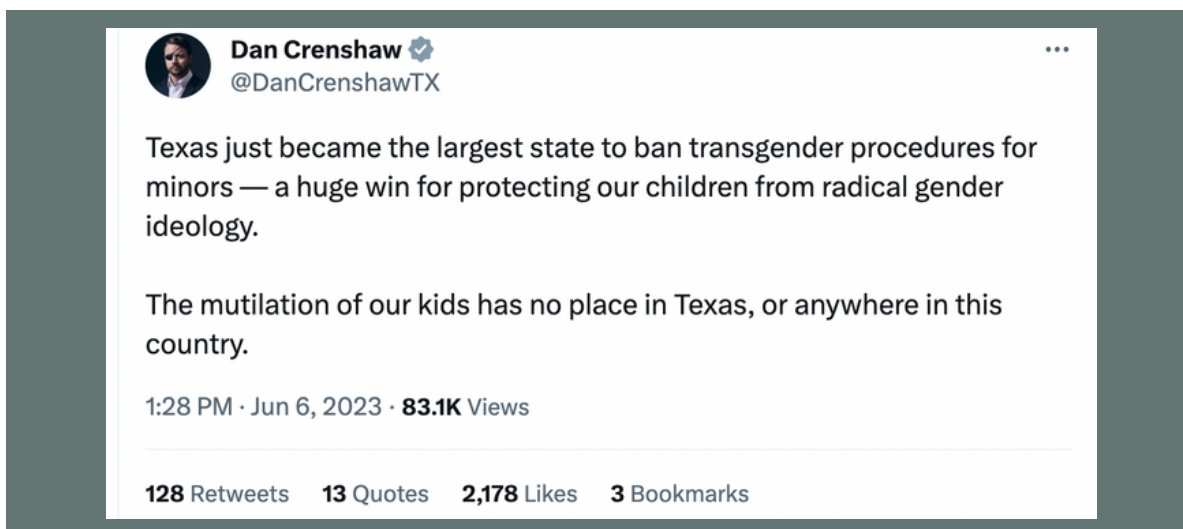 Dan Crenshaw
@DanCrenshawTX
Texas just became the largest state to ban transgender procedures for
minors — a huge win for protecting our children from radical gender
ideology.
The mutilation of our kids has no place in Texas, or anywhere in this
country.
1:28 PM · Jun 6, 2023 · 83.1K Views
128 Retweets 13 Quotes 2,178 Likes 3 Bookmarks